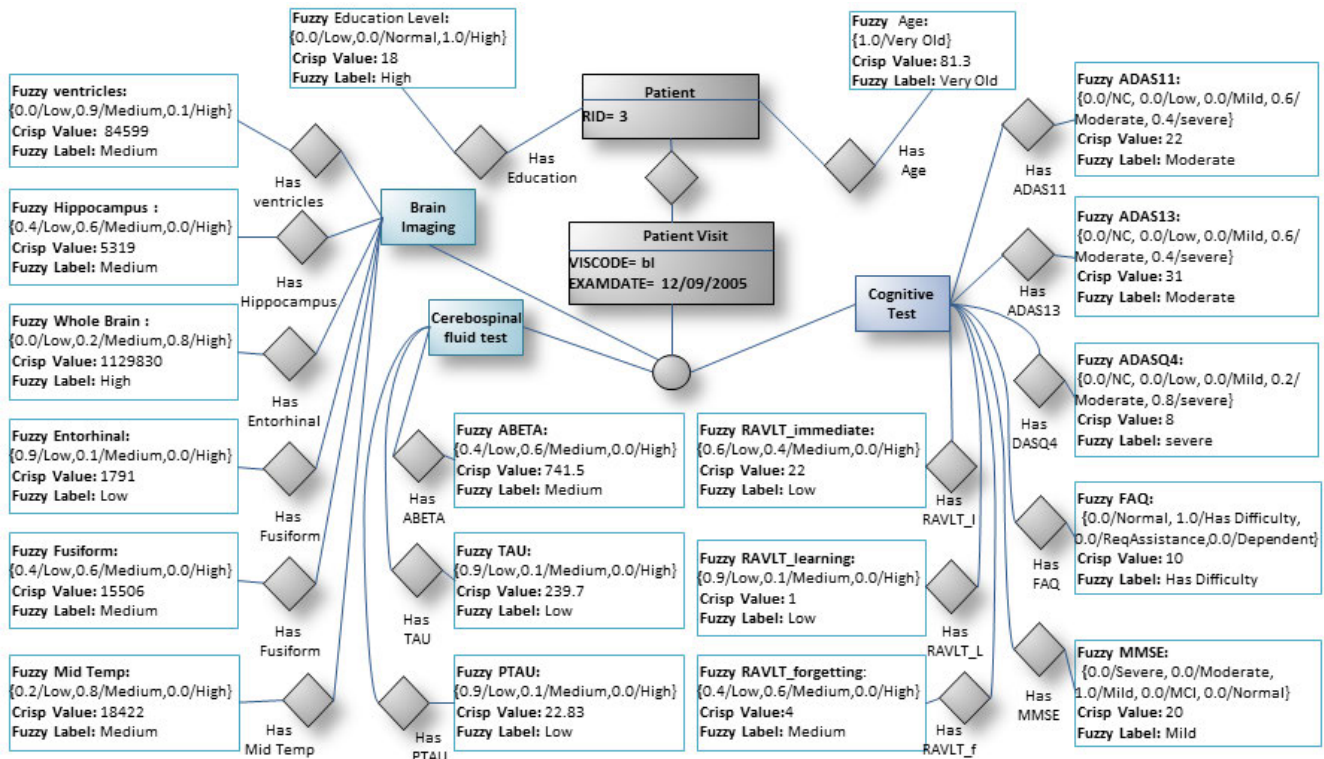 Fuzzy Education Level:
{0.0/Low,0.0/Normal,1.0/High}
Crisp Value: 18
Fuzzy Label: High
Fuzzy Age:
{1.0/Very Old}
Crisp Value: 81.3
Fuzzy Label: Very Old
Patient
RID= 3
Has
Education
Has
Age
Patient Visit
VISCODE= bl
EXAMDATE= 12/09/2005
Fuzzy ventricles:
{0.0/Low,0.9/Medium,0.1/High}
Crisp Value: 84599
Fuzzy Label: Medium
Has
ventricles
Brain
Imaging
Fuzzy Hippocampus :
{0.4/Low,0.6/Medium,0.0/High}
Crisp Value: 5319
Fuzzy Label: Medium
Has
Hippocampus
Fuzzy Whole Brain :
{0.0/Low,0.2/Medium,0.8/High}
Crisp Value: 1129830
Fuzzy Label: High
Has
Entorhinal
Fuzzy Entorhinal:
{0.9/Low,0.1/Medium,0.0/High}
Crisp Value: 1791
Fuzzy Label: Low
Has
Fusiform
Fuzzy Fusiform:
{0.4/Low,0.6/Medium,0.0/High}
Crisp Value: 15506
Fuzzy Label: Medium
Has
Fusiform
Fuzzy Mid Temp:
{0.2/Low,0.8/Medium,0.0/High}
Crisp Value: 18422
Fuzzy Label: Medium
Has
Mid Temp
Cerebospinal
fluid test
Fuzzy ABETA:
{0.4/Low,0.6/Medium,0.0/High}
Crisp Value: 741.5
Fuzzy Label: Medium
Has
ABETA
Fuzzy TAU:
{0.9/Low,0.1/Medium,0.0/High}
Crisp Value: 239.7
Fuzzy Label: Low
Has
TAU
Fuzzy PTAU:
{0.9/Low,0.1/Medium,0.0/High}
Crisp Value: 22.83
Fuzzy Label: Low
Has
PTAU
Cognitive
Test
Fuzzy RAVLT_immediate:
{0.6/Low,0.4/Medium,0.0/High}
Crisp Value: 22
Fuzzy Label: Low
Has
RAVLT_I
Fuzzy RAVLT_learning:
{0.9/Low,0.1/Medium,0.0/High}
Crisp Value: 1
Fuzzy Label: Low
Has
RAVLT_L
Fuzzy RAVLT_forgetting:
{0.4/Low,0.6/Medium,0.0/High}
Crisp Value:4
Fuzzy Label: Medium
Has
RAVLT_f
Fuzzy ADAS11:
{0.0/NC, 0.0/Low, 0.0/Mild, 0.6/
Moderate, 0.4/severe}
Crisp Value: 22
Fuzzy Label: Moderate
Has
ADAS11
Fuzzy ADAS13:
{0.0/NC, 0.0/Low, 0.0/Mild, 0.6/
Moderate, 0.4/severe}
Crisp Value: 31
Fuzzy Label: Moderate
Has
ADAS13
Fuzzy ADASQ4:
{0.0/NC, 0.0/Low, 0.0/Mild, 0.2/
Moderate, 0.8/severe}
Crisp Value: 8
Fuzzy Label: severe
Has
DASQ4
Fuzzy FAQ:
{0.0/Normal, 1.0/Has Difficulty,
0.0/ReqAssistance,0.0/Dependent}
Crisp Value: 10
Fuzzy Label: Has Difficulty
Has
FAQ
Fuzzy MMSE:
{0.0/Severe, 0.0/Moderate,
1.0/Mild, 0.0/MCI, 0.0/Normal}
Crisp Value: 20
Fuzzy Label: Mild
Has
MMSE